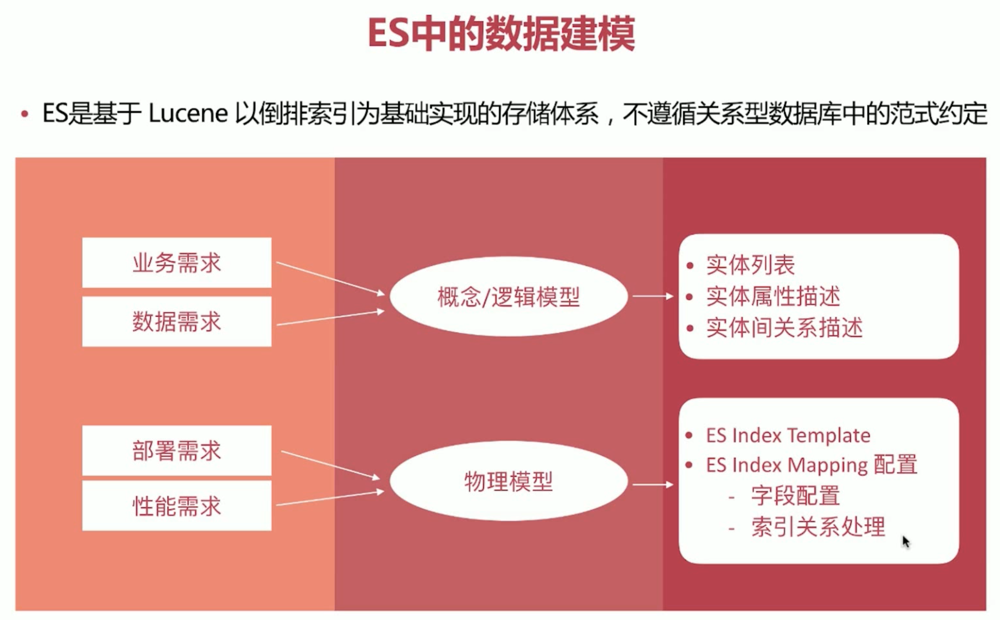 ES中的数据建模
• ES是基于 Lucene 以倒排索引为基础实现的存储体系，不遵循关系型数据库中的范式约定
业务需求
数据需求
概念/逻辑模型
• 实体列表
• 实体属性描述
• 实体间关系描述
部署需求
性能需求
物理模型
• ES Index Template
• ES Index Mapping 配置
- 字段配置
- 索引关系处理